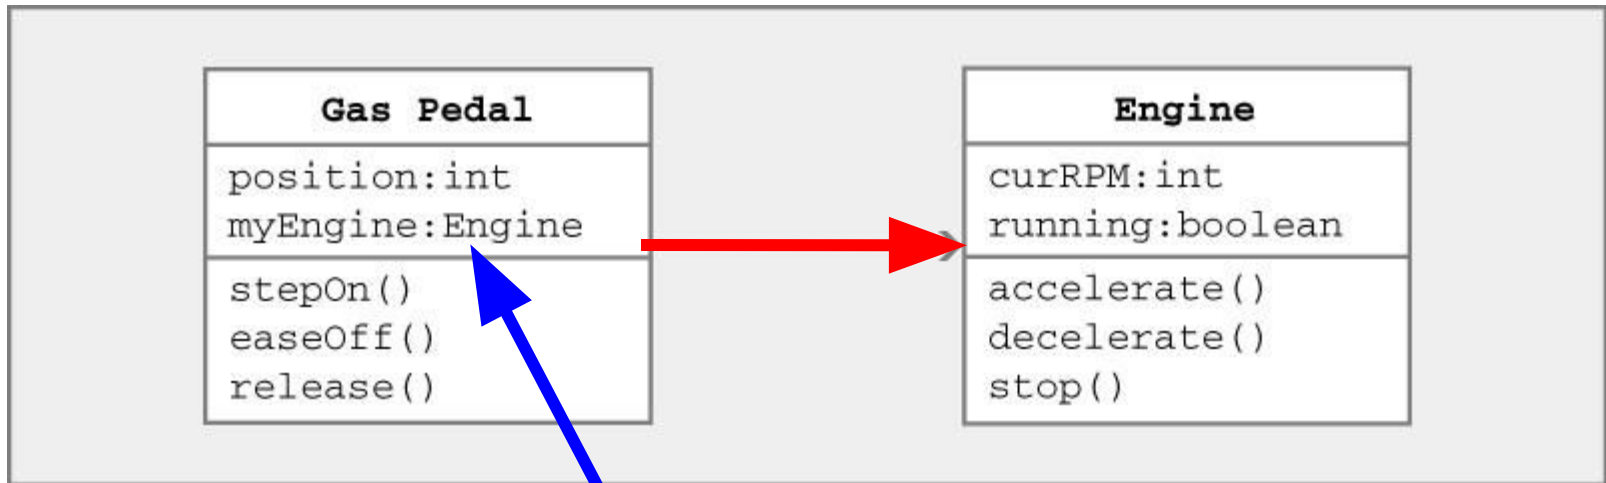 Gas Pedal
position:int
myEngine:Engine
stepOn()
easeOff()
release()
Engine
curRPM:int
running:boolean
accelerate()
decelerate()
stop()